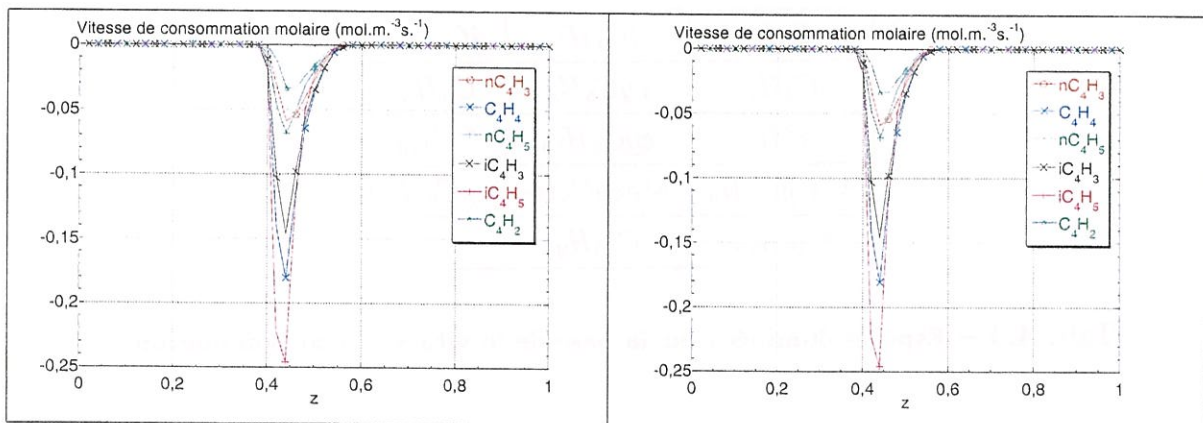 Vitesse de consommation molaire (mol.m.⁻³s.⁻¹)
0
-0,05
-0,1
-0,15
-0,2
-0,25
0
0,2
0,4
0,6
0,8
1
z
nC₄H₃
C₄H₄
nC₄H₅
iC₄H₃
iC₄H₅
C₄H₂
Vitesse de consommation molaire (mol.m.⁻³s.⁻¹)
0
-0,05
-0,1
-0,15
-0,2
-0,25
0
0,2
0,4
0,6
0,8
1
z
nC₄H₃
C₄H₄
nC₄H₅
iC₄H₃
iC₄H₅
C₄H₂